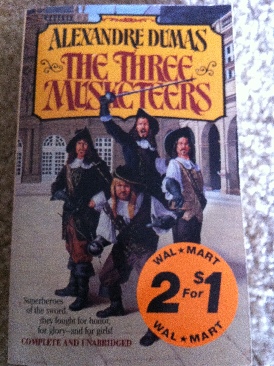 ALEXANDRE DUMAS
THE THREE
MUSKETEERS
Superheroes
of the sword,
they fought for honor,
for glory—and for girls!
COMPLETE AND UNABRIDGED
WAL★MART
2 For $1
WAL★MART